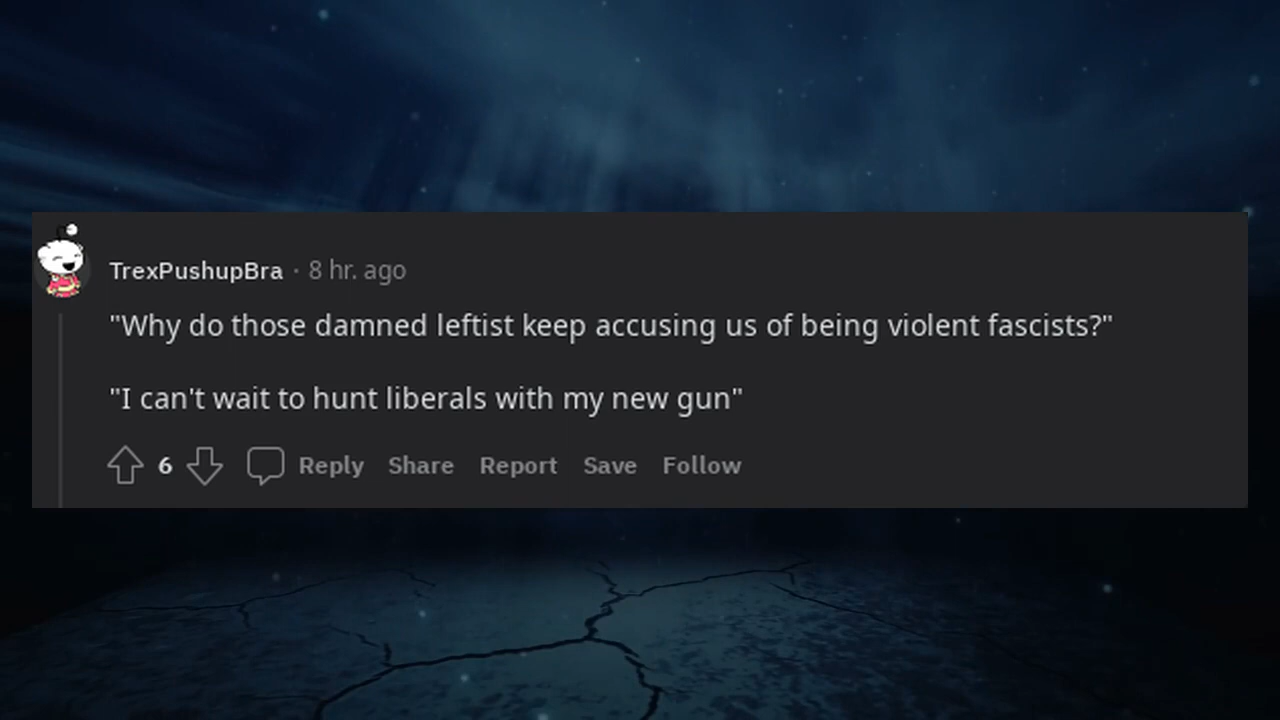 TrexPushupBra · 8 hr. ago
"Why do those damned leftist keep accusing us of being violent fascists?"
"I can't wait to hunt liberals with my new gun"
6 Reply Share Report Save Follow